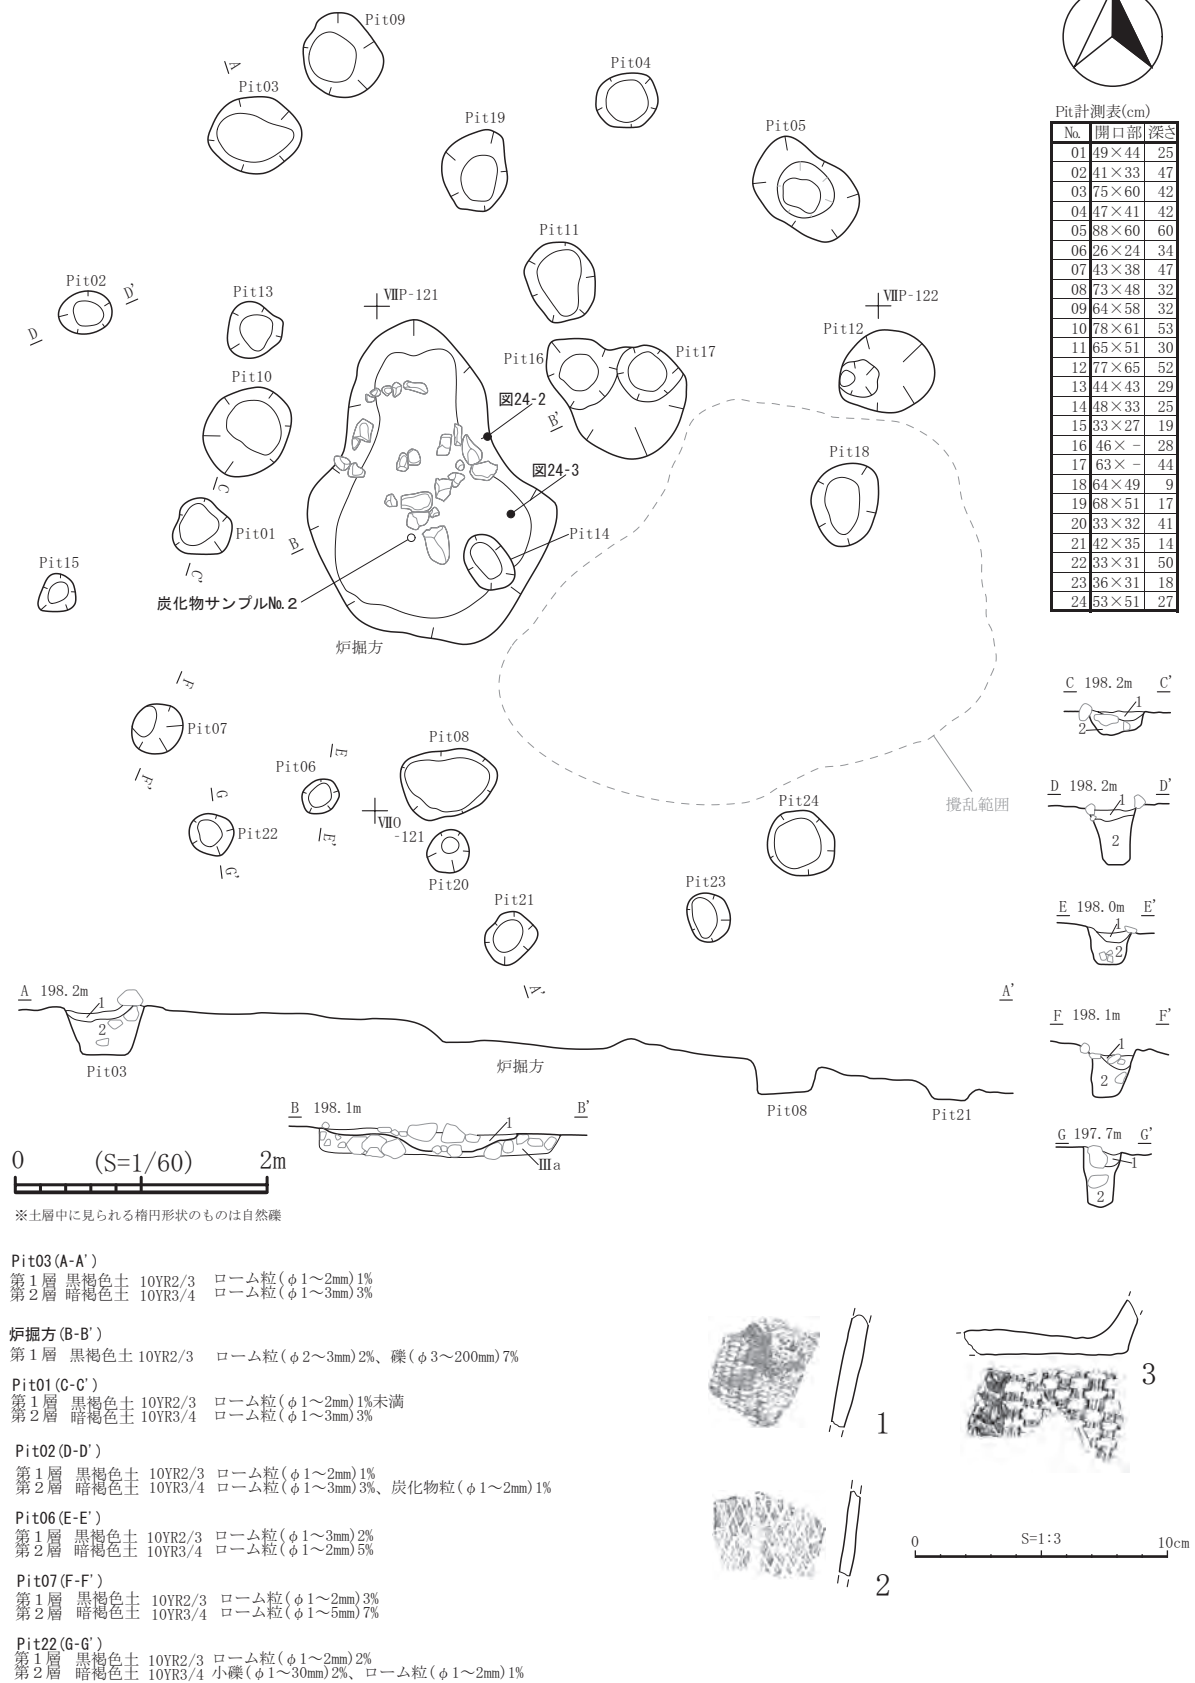 Pit09
A
Pit03
Pit04
Pit19
Pit05
Pit計測表(cm)
No. 開口部 深さ
01 49×44 25
02 41×33 47
03 75×60 42
04 47×41 42
05 88×60 60
06 26×24 34
07 43×38 47
08 73×48 32
09 64×58 32
10 78×61 53
11 65×51 30
12 77×65 52
13 44×43 29
14 48×33 25
15 33×27 19
16 46× - 28
17 63× - 44
18 64×49 9
19 68×51 17
20 33×32 41
21 42×35 14
22 33×31 50
23 36×31 18
24 53×51 27
Pit11
Pit02
D'
D
Pit13
ⅦP-121
ⅦP-122
Pit12
Pit16
Pit17
Pit10
図24-2
B'
Pit18
C
図24-3
Pit01
B
Pit14
Pit15
C'
炭化物サンプル№2
炉掘方
F
Pit07
F'
Pit08
E
Pit06
G
ⅦO
-121
Pit22
E'
G'
Pit20
Pit24
攪乱範囲
Pit23
Pit21
A'
C 198.2m C'
1
2
D 198.2m D'
1
2
E 198.0m E'
1
2
F 198.1m F'
1
2
G 197.7m G'
1
2
A 198.2m A'
1
2
Pit03
炉掘方
Pit08
Pit21
B 198.1m B'
1
Ⅲa
0 (S=1/60) 2m
※土層中に見られる楕円形状のものは自然礫
Pit03(A-A')
第1層 黒褐色土 10YR2/3 ローム粒(φ1～2mm)1%
第2層 暗褐色土 10YR3/4 ローム粒(φ1～3mm)3%
炉掘方(B-B')
第1層 黒褐色土 10YR2/3 ローム粒(φ2～3mm)2%、礫(φ3～200mm)7%
Pit01(C-C')
第1層 黒褐色土 10YR2/3 ローム粒(φ1～2mm)1%未満
第2層 暗褐色土 10YR3/4 ローム粒(φ1～3mm)3%
Pit02(D-D')
第1層 黒褐色土 10YR2/3 ローム粒(φ1～2mm)1%
第2層 暗褐色土 10YR3/4 ローム粒(φ1～3mm)3%、炭化物粒(φ1～2mm)1%
Pit06(E-E')
第1層 黒褐色土 10YR2/3 ローム粒(φ1～3mm)2%
第2層 暗褐色土 10YR3/4 ローム粒(φ1～2mm)5%
Pit07(F-F')
第1層 黒褐色土 10YR2/3 ローム粒(φ1～2mm)3%
第2層 暗褐色土 10YR3/4 ローム粒(φ1～5mm)7%
Pit22(G-G')
第1層 黒褐色土 10YR2/3 ローム粒(φ1～2mm)2%
第2層 暗褐色土 10YR3/4 小礫(φ1～30mm)2%、ローム粒(φ1～2mm)1%
1
3
2
0 S=1:3 10cm